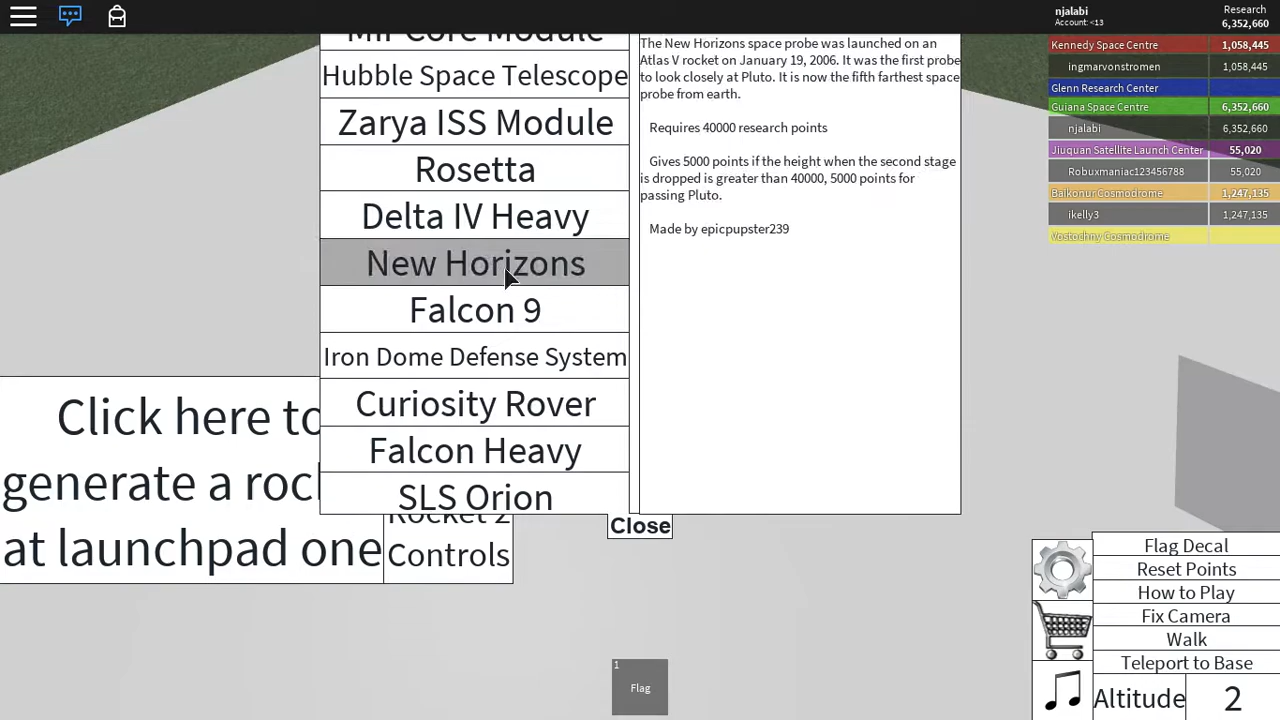 njalabi
Account: <13
Research
6,352,660
Kennedy Space Centre 1,058,445
ingmarvonstromen 1,058,445
Glenn Research Center
Guiana Space Centre 6,352,660
njalabi 6,352,660
Jiuquan Satellite Launch Center 55,020
Robuxmaniac123456788 55,020
Baikonur Cosmodrome 1,247,135
ikelly3 1,247,135
Vostochny Cosmodrome
Mir Core Module
Hubble Space Telescope
Zarya ISS Module
Rosetta
Delta IV Heavy
New Horizons
Falcon 9
Iron Dome Defense System
Curiosity Rover
Falcon Heavy
SLS Orion
The New Horizons space probe was launched on an
Atlas V rocket on January 19, 2006. It was the first probe
to look closely at Pluto. It is now the fifth farthest space
probe from earth.
Requires 40000 research points
Gives 5000 points if the height when the second stage
is dropped is greater than 40000, 5000 points for
passing Pluto.
Made by epicpupster239
Close
Click here to
generate a roc
at launchpad one
Rocket 2
Controls
Flag Decal
Reset Points
How to Play
Fix Camera
Walk
Teleport to Base
Altitude 2
1
Flag